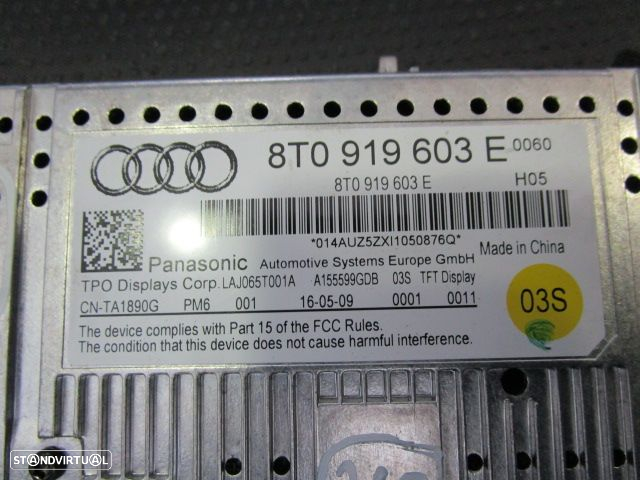 8T0 919 603 E 0060
8T0 919 603 E H05
*014AUZ5ZXI1050876Q*
Panasonic Automotive Systems Europe GmbH Made in China
TPO Displays Corp. LAJ065T001A A155599GDB 03S TFT Display
CN-TA1890G PM6 001 16-05-09 0001 0011
03S
The device complies with Part 15 of the FCC Rules.
The condition that this device does not cause harmful interference.
STANDVIRTUAL